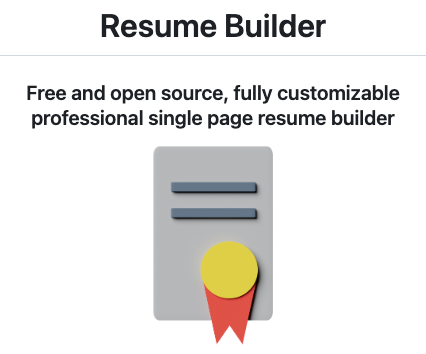 Resume Builder
Free and open source, fully customizable
professional single page resume builder